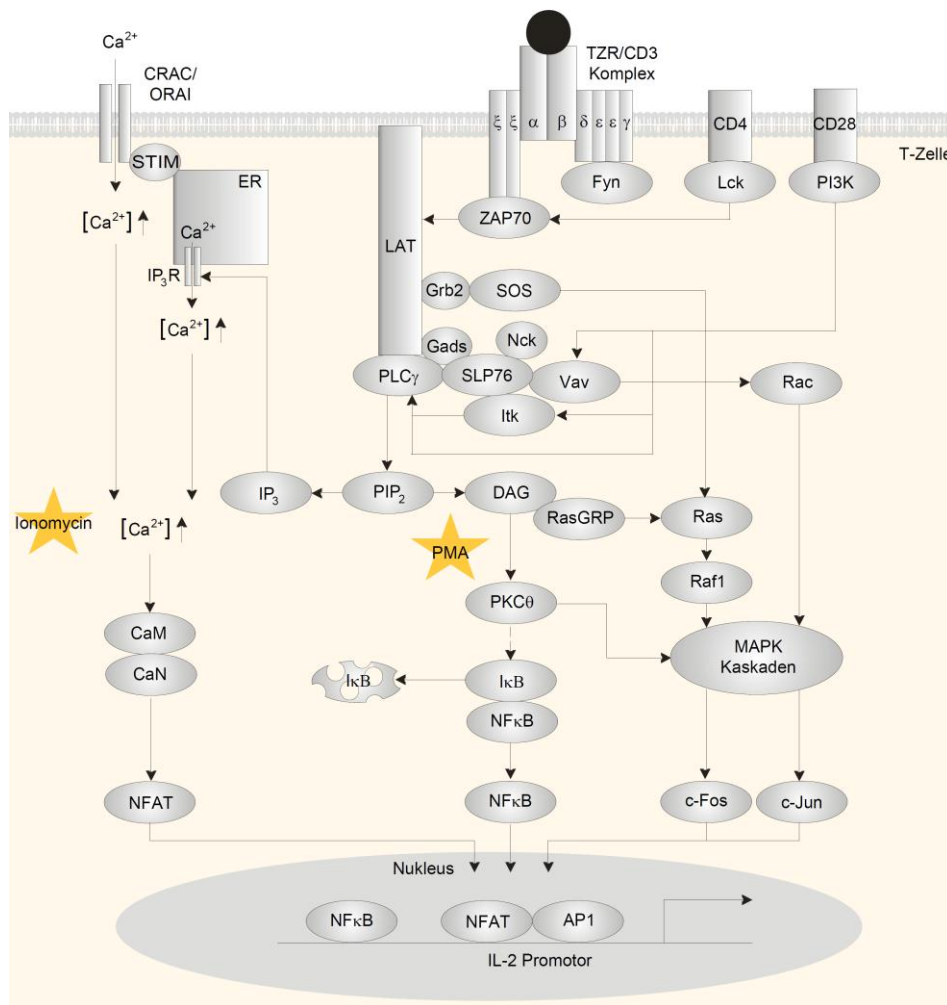 Ca²⁺
CRAC/
ORAI
TZR/CD3
Komplex
ξ ξ α β δ ε ε γ
CD4
CD28
T-Zelle
STIM
ER
Fyn
Lck
PI3K
[Ca²⁺]
Ca²⁺
ZAP70
LAT
IP₃R
Grb2
SOS
[Ca²⁺]
Gads
Nck
PLCγ
SLP76
Vav
Rac
Itk
IP₃
PIP₂
DAG
RasGRP
Ras
Ionomycin
[Ca²⁺]
PMA
Raf1
PKCθ
CaM
CaN
MAPK
Kaskaden
IκB
IκB
NFκB
NFAT
NFκB
c-Fos
c-Jun
Nukleus
NFκB
NFAT
AP1
IL-2 Promotor